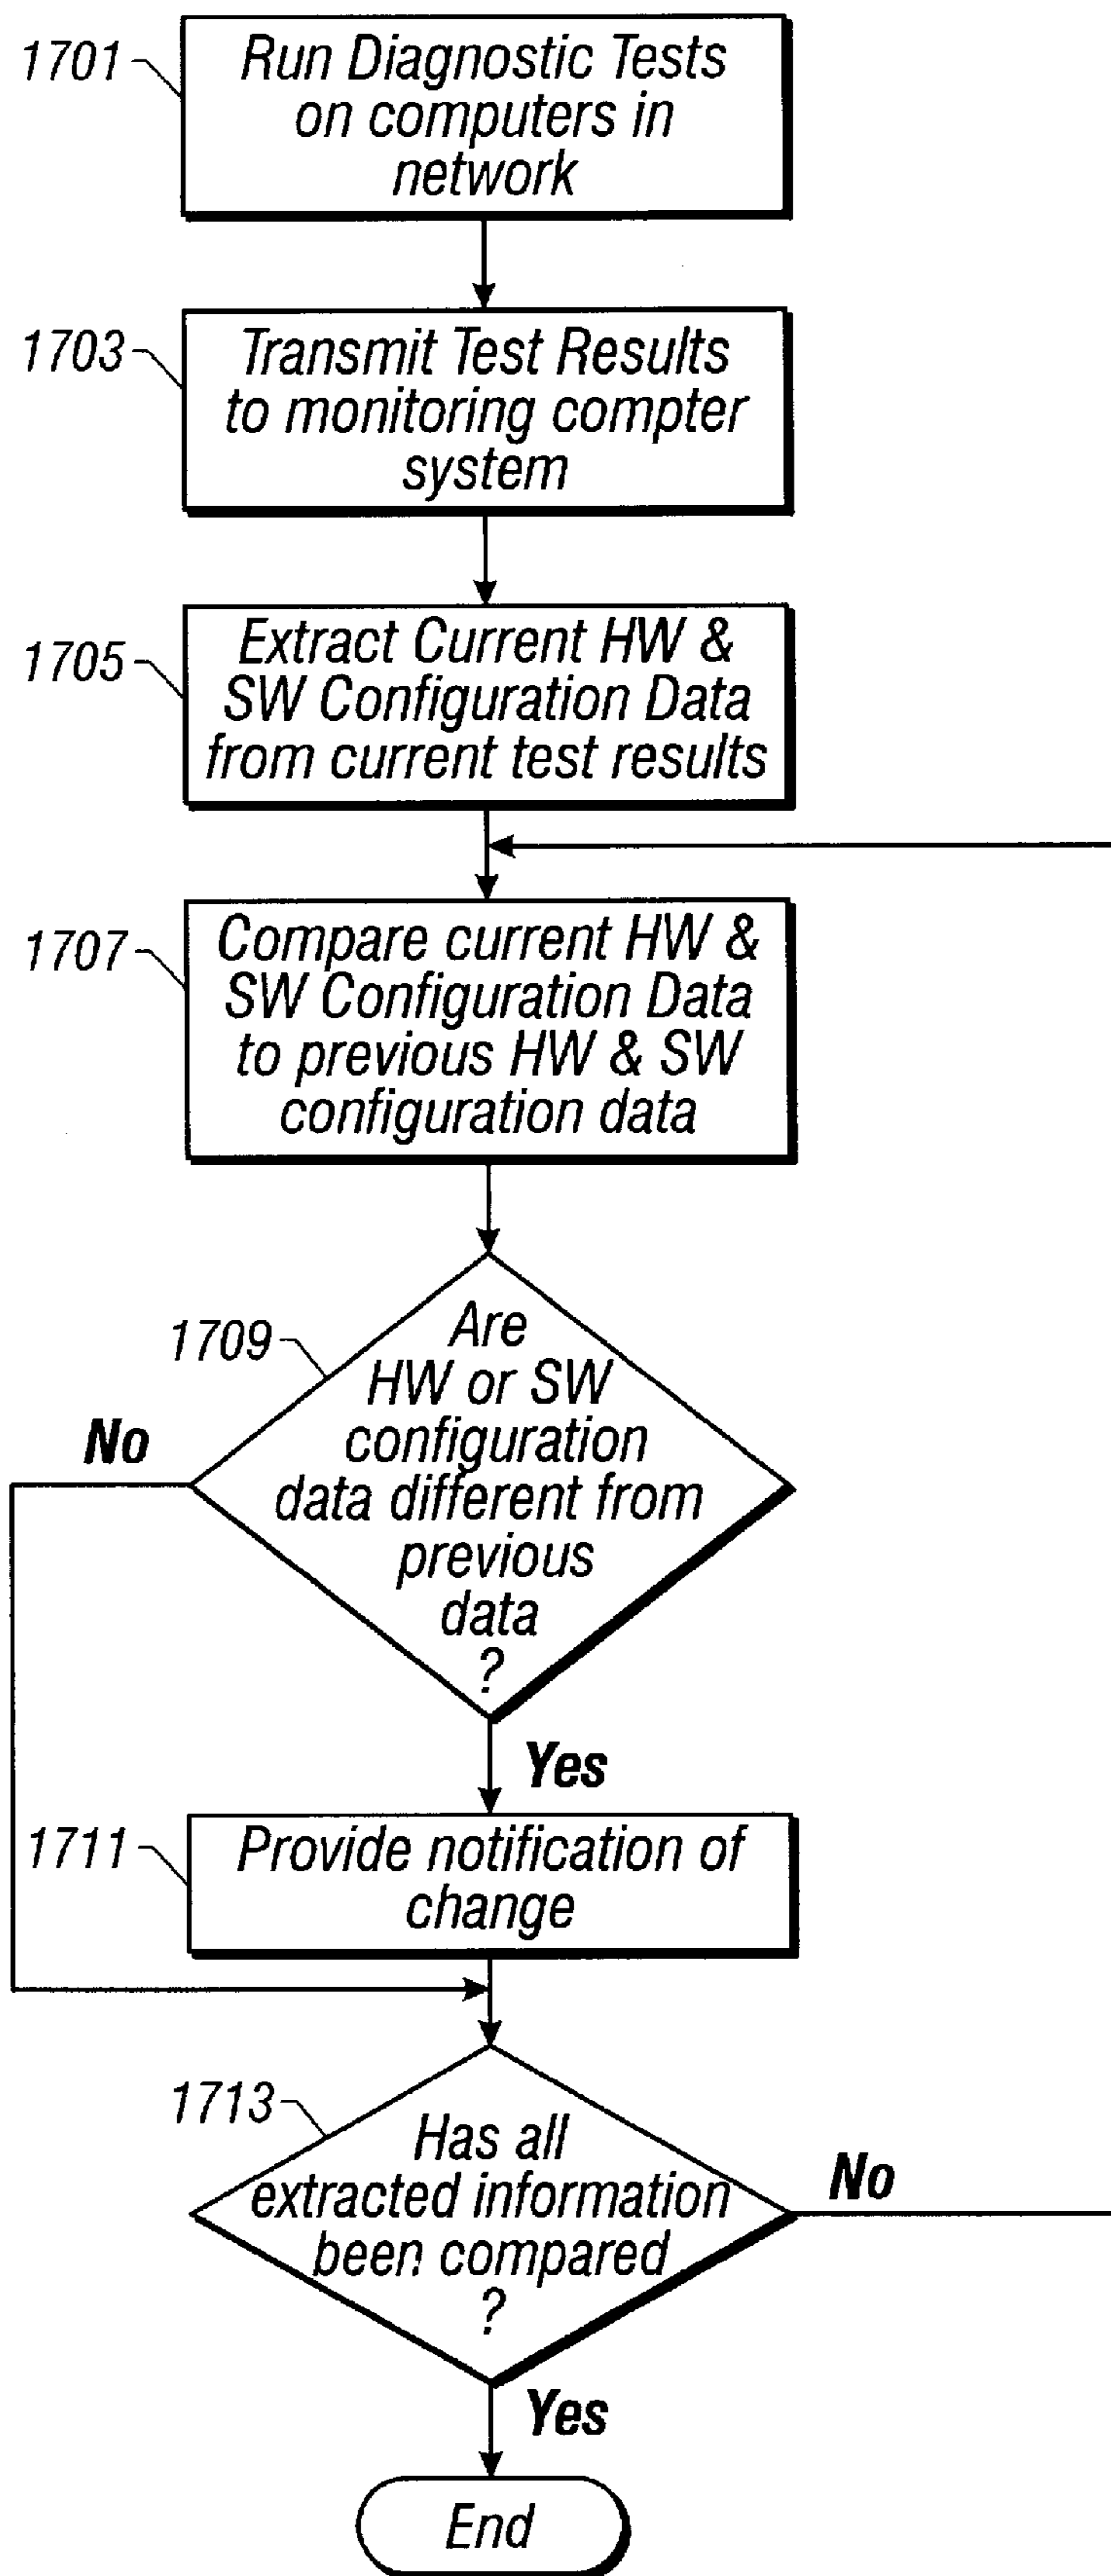 1701
Run Diagnostic Tests
on computers in
network
1703
Transmit Test Results
to monitoring compter
system
1705
Extract Current HW &
SW Configuration Data
from current test results
1707
Compare current HW &
SW Configuration Data
to previous HW & SW
configuration data
1709
Are
HW or SW
configuration
data different from
previous
data
?
No
Yes
1711
Provide notification of
change
1713
Has all
extracted information
been compared
?
No
Yes
End